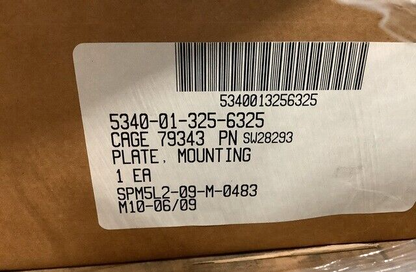 5340013256325
5340-01-325-6325
CAGE 79343 PN SW28293
PLATE, MOUNTING
1 EA
SPM5L2-09-M-0483
M10-06/09